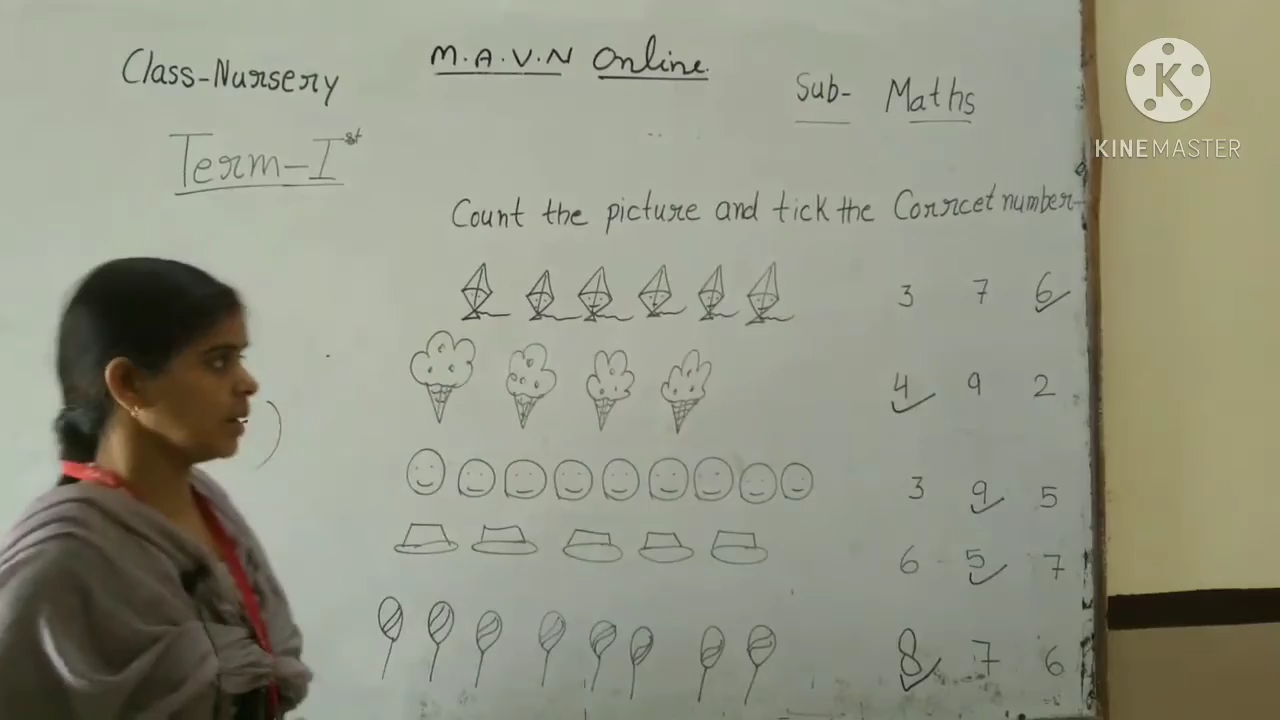 Class-Nursery
M.A.V.N Online
Sub- Maths
Term-Ist
Count the picture and tick the Corrcet number-
3 7 6
4 9 2
3 9 5
6 5 7
8 7 6
K
KINEMASTER